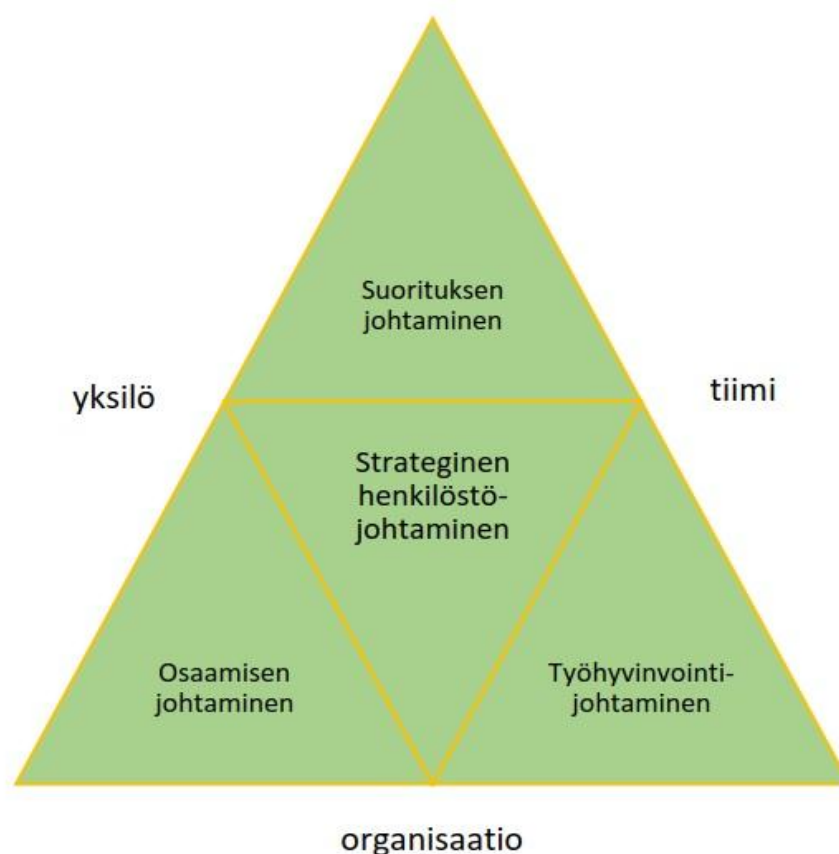 Suorituksen
johtaminen
yksilö
tiimi
Strateginen
henkilöstö-
johtaminen
Osaamisen
johtaminen
Työhyvinvointi-
johtaminen
organisaatio